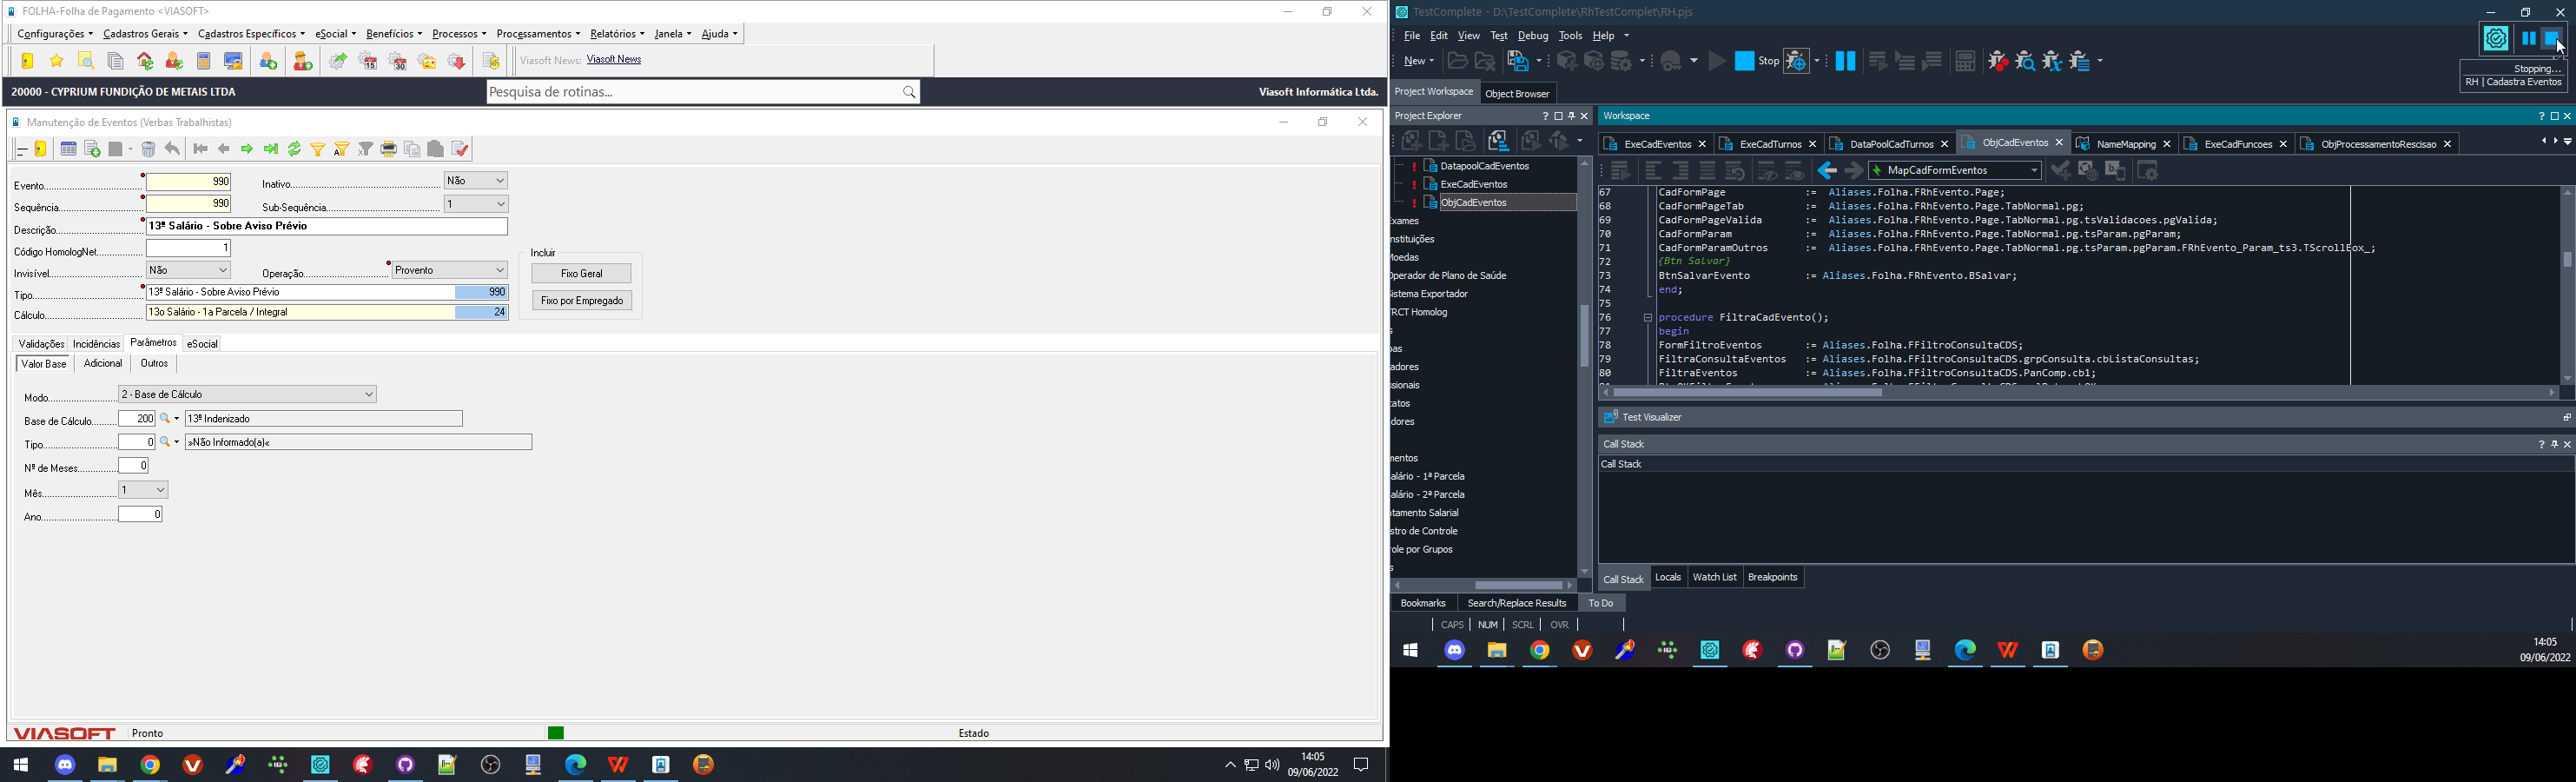 FOLHA-Folha de Pagamento <VIASOFT>
Configurações Cadastros Gerais Cadastros Específicos eSocial Benefícios Processos Processamentos Relatórios Janela Ajuda
Viasoft News: Viasoft News
20000 - CYPRIUM FUNDIÇÃO DE METAIS LTDA
Pesquisa de rotinas...
Viasoft Informática Ltda.
Manutenção de Eventos (Verbas Trabalhistas)
Evento 990 Inativo Não
Sequência 990 Sub-Sequência 1
Descrição 13º Salário - Sobre Aviso Prévio
Código HomologNet 1
Invisível Não Operação Provento
Tipo 13º Salário - Sobre Aviso Prévio 990
Cálculo 13o Salário - 1a Parcela / Integral 24
Incluir
Fixo Geral
Fixo por Empregado
Validações Incidências Parâmetros eSocial
Valor Base Adicional Outros
Modo 2 - Base de Cálculo
Base de Cálculo 200 13º Indenizado
Tipo 0 »Não Informado(a)«
Nº de Meses 0
Mês 1
Ano 0
VIASOFT Pronto Estado
14:05
09/06/2022
TestComplete - D:\TestComplete\RhTestComplet\RH.pjs
File Edit View Test Debug Tools Help
New Stop
Stopping...
RH | Cadastra Eventos
Project Workspace Object Browser
Project Explorer
DatapoolCadEventos
ExeCadEventos
ObjCadEventos
Exames
nstituições
Moedas
Operador de Plano de Saúde
Sistema Exportador
TRCT Homolog
s
pas
adores
ssionais
catos
dores
mentos
alário - 1ª Parcela
alário - 2ª Parcela
ntamento Salarial
stro de Controle
role por Grupos
s
Workspace
ExeCadEventos ExeCadTurnos DataPoolCadTurnos ObjCadEventos NameMapping ExeCadFuncoes ObjProcessamentoRescisao
MapCadFormEventos
67 CadFormPage := Aliases.Folha.FRhEvento.Page;
68 CadFormPageTab := Aliases.Folha.FRhEvento.Page.TabNormal.pg;
69 CadFormPageValida := Aliases.Folha.FRhEvento.Page.TabNormal.pg.tsValidacoes.pgValida;
70 CadFormParam := Aliases.Folha.FRhEvento.Page.TabNormal.pg.tsParam.pgParam;
71 CadFormParamOutros := Aliases.Folha.FRhEvento.Page.TabNormal.pg.tsParam.pgParam.FRhEvento_Param_ts3.TScrollBox_;
72 {Btn Salvar}
73 BtnSalvarEvento := Aliases.Folha.FRhEvento.BSalvar;
74 end;
75
76 procedure FiltraCadEvento();
77 begin
78 FormFiltroEventos := Aliases.Folha.FFiltroConsultaCDS;
79 FiltraConsultaEventos := Aliases.Folha.FFiltroConsultaCDS.grpConsulta.cbListaConsultas;
80 FiltraEventos := Aliases.Folha.FFiltroConsultaCDS.PanComp.cb1;
Test Visualizer
Call Stack
Call Stack
Call Stack Locals Watch List Breakpoints
Bookmarks Search/Replace Results To Do
CAPS NUM SCRL OVR
14:05
09/06/2022